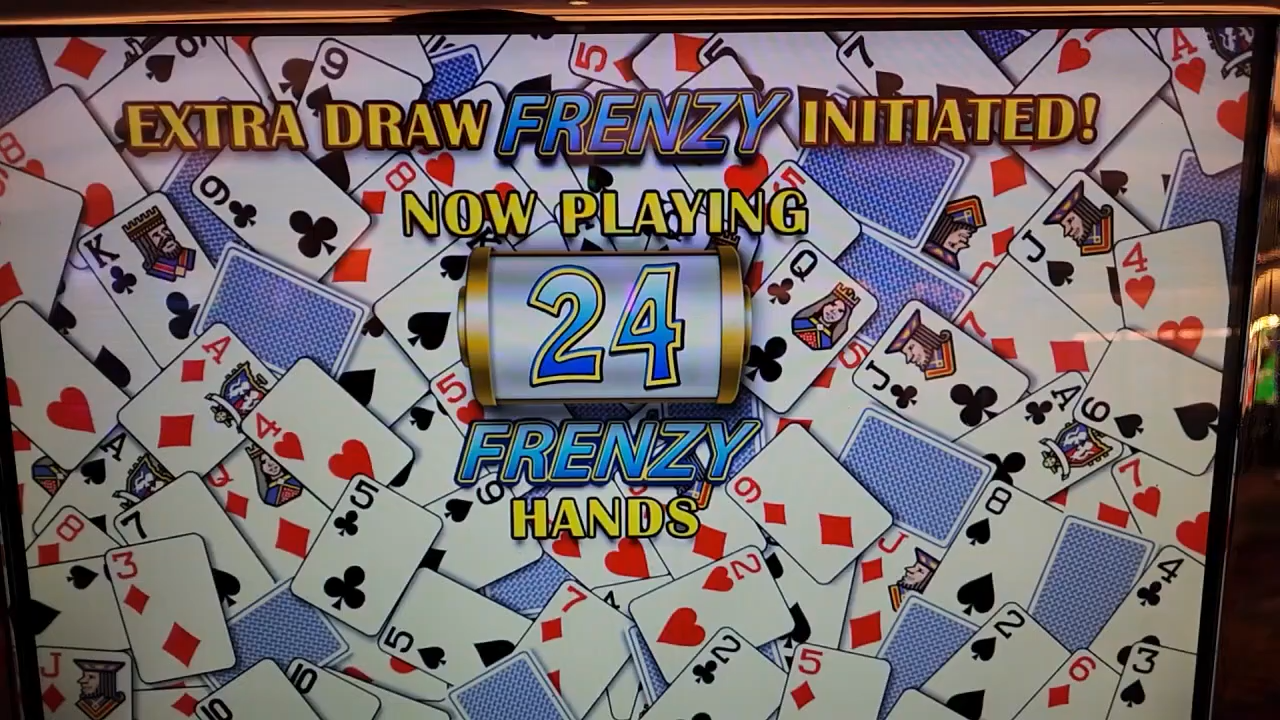 EXTRA DRAW FRENZY INITIATED!
NOW PLAYING
24
FRENZY
HANDS